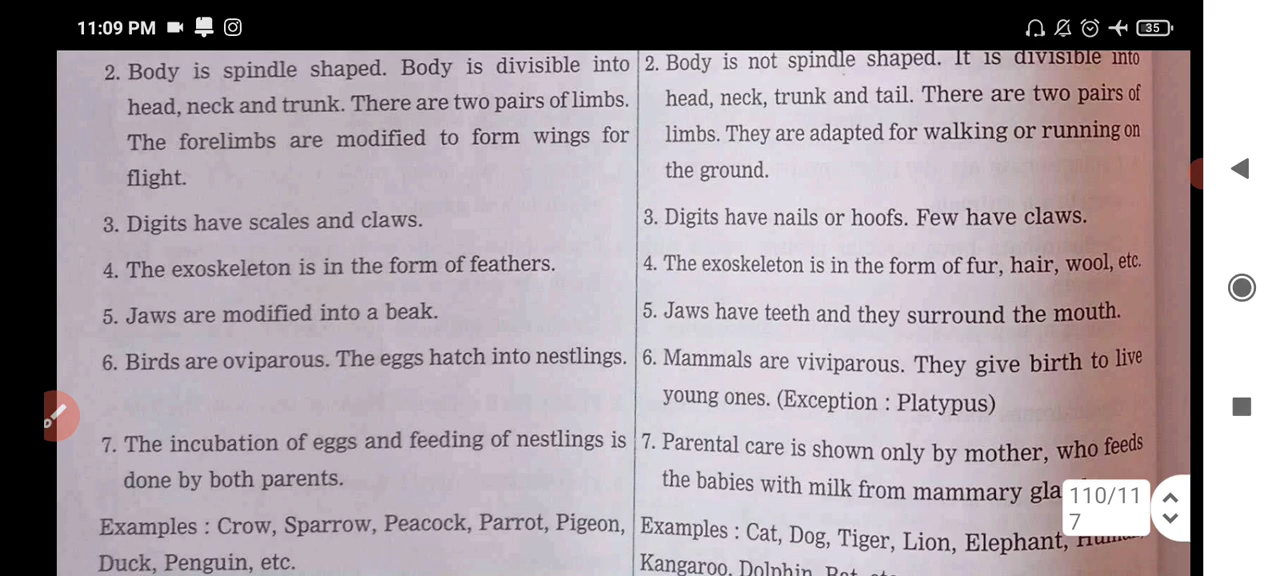 11:09 PM
35
2. Body is spindle shaped. Body is divisible into
head, neck and trunk. There are two pairs of limbs.
The forelimbs are modified to form wings for
flight.
3. Digits have scales and claws.
4. The exoskeleton is in the form of feathers.
5. Jaws are modified into a beak.
6. Birds are oviparous. The eggs hatch into nestlings.
7. The incubation of eggs and feeding of nestlings is
done by both parents.
Examples : Crow, Sparrow, Peacock, Parrot, Pigeon,
Duck, Penguin, etc.
2. Body is not spindle shaped. It is divisible into
head, neck, trunk and tail. There are two pairs of
limbs. They are adapted for walking or running on
the ground.
3. Digits have nails or hoofs. Few have claws.
4. The exoskeleton is in the form of fur, hair, wool, etc.
5. Jaws have teeth and they surround the mouth.
6. Mammals are viviparous. They give birth to live
young ones. (Exception : Platypus)
7. Parental care is shown only by mother, who feeds
the babies with milk from mammary
Examples : Cat, Dog, Tiger, Lion, Elephant,
Kangaroo, Dolphin,
110/11
7